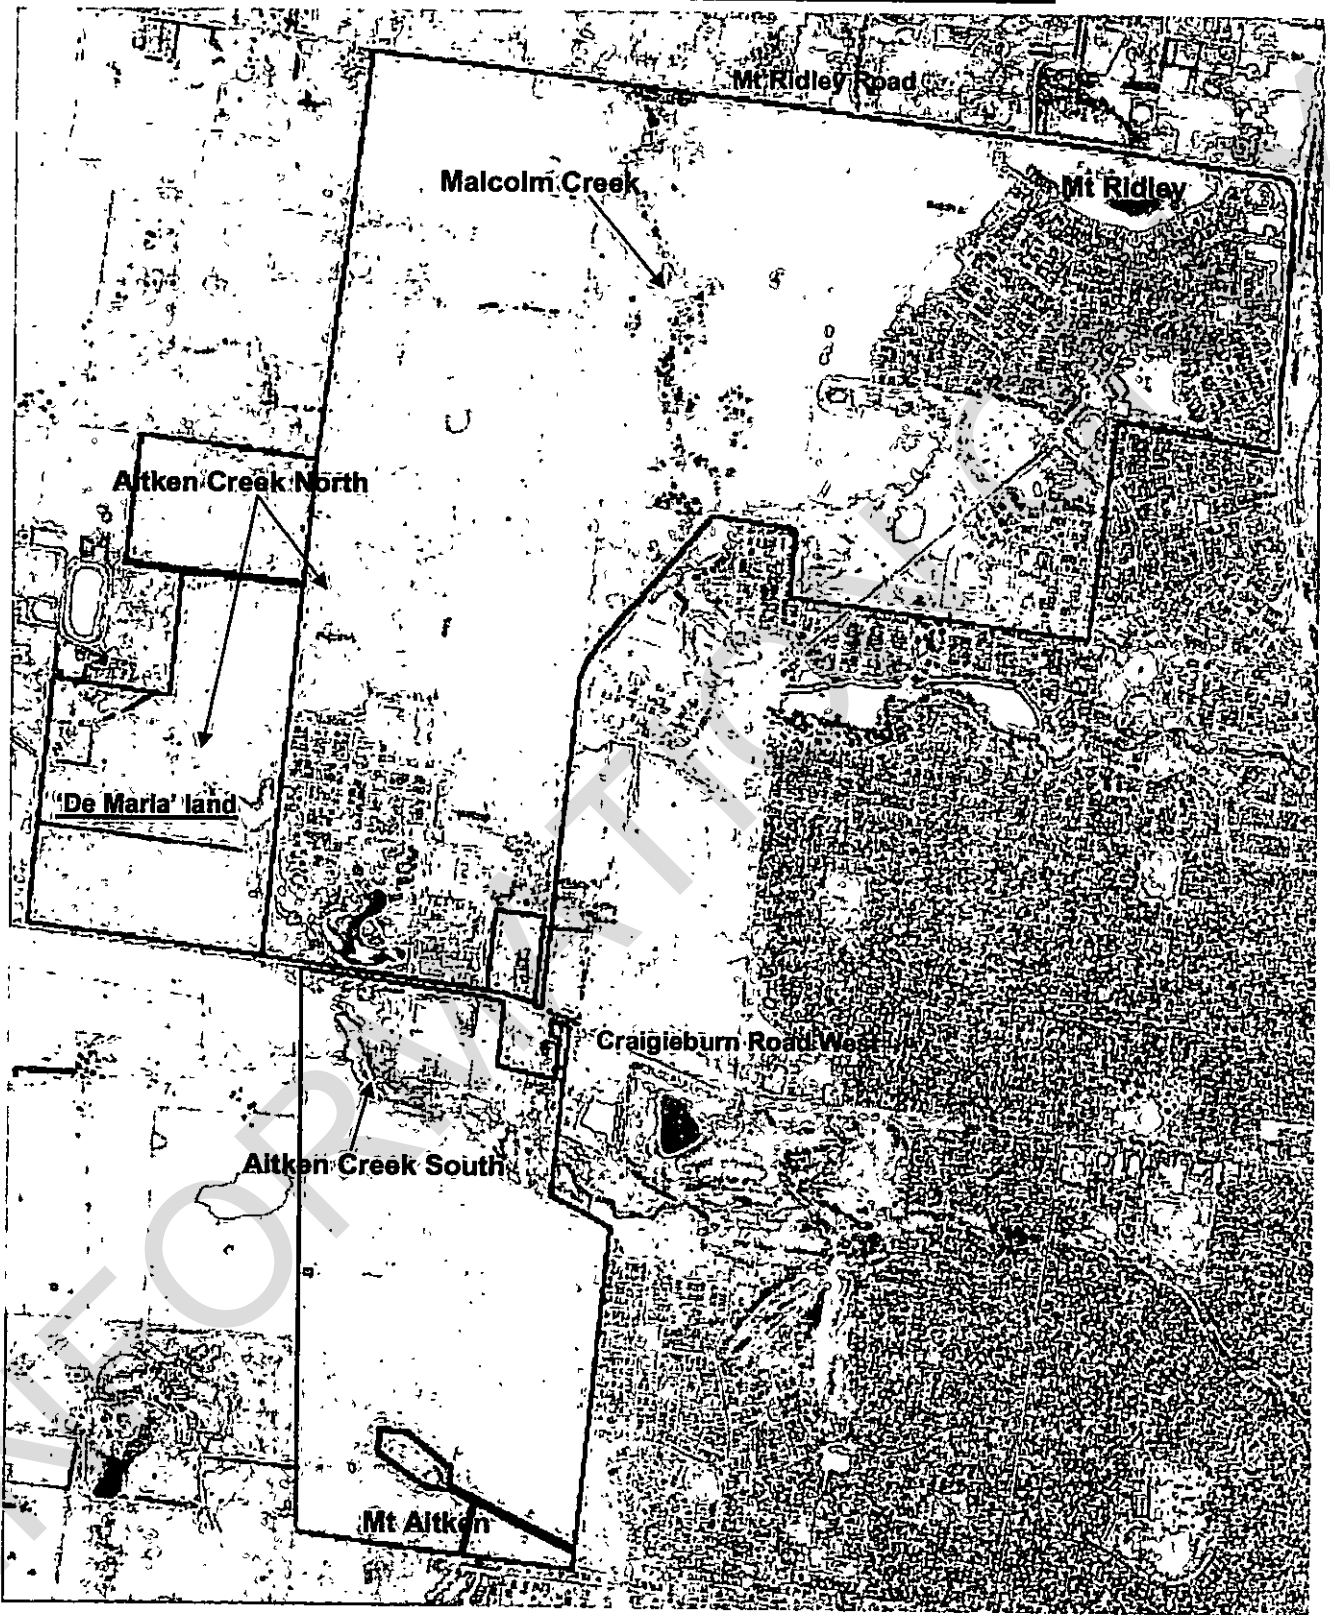 Mt Ridley Road
Malcolm Creek
Mt Ridley
Aitken Creek North
'De Maria' land
Craigieburn Road West
Aitken Creek South
Mt Aitken